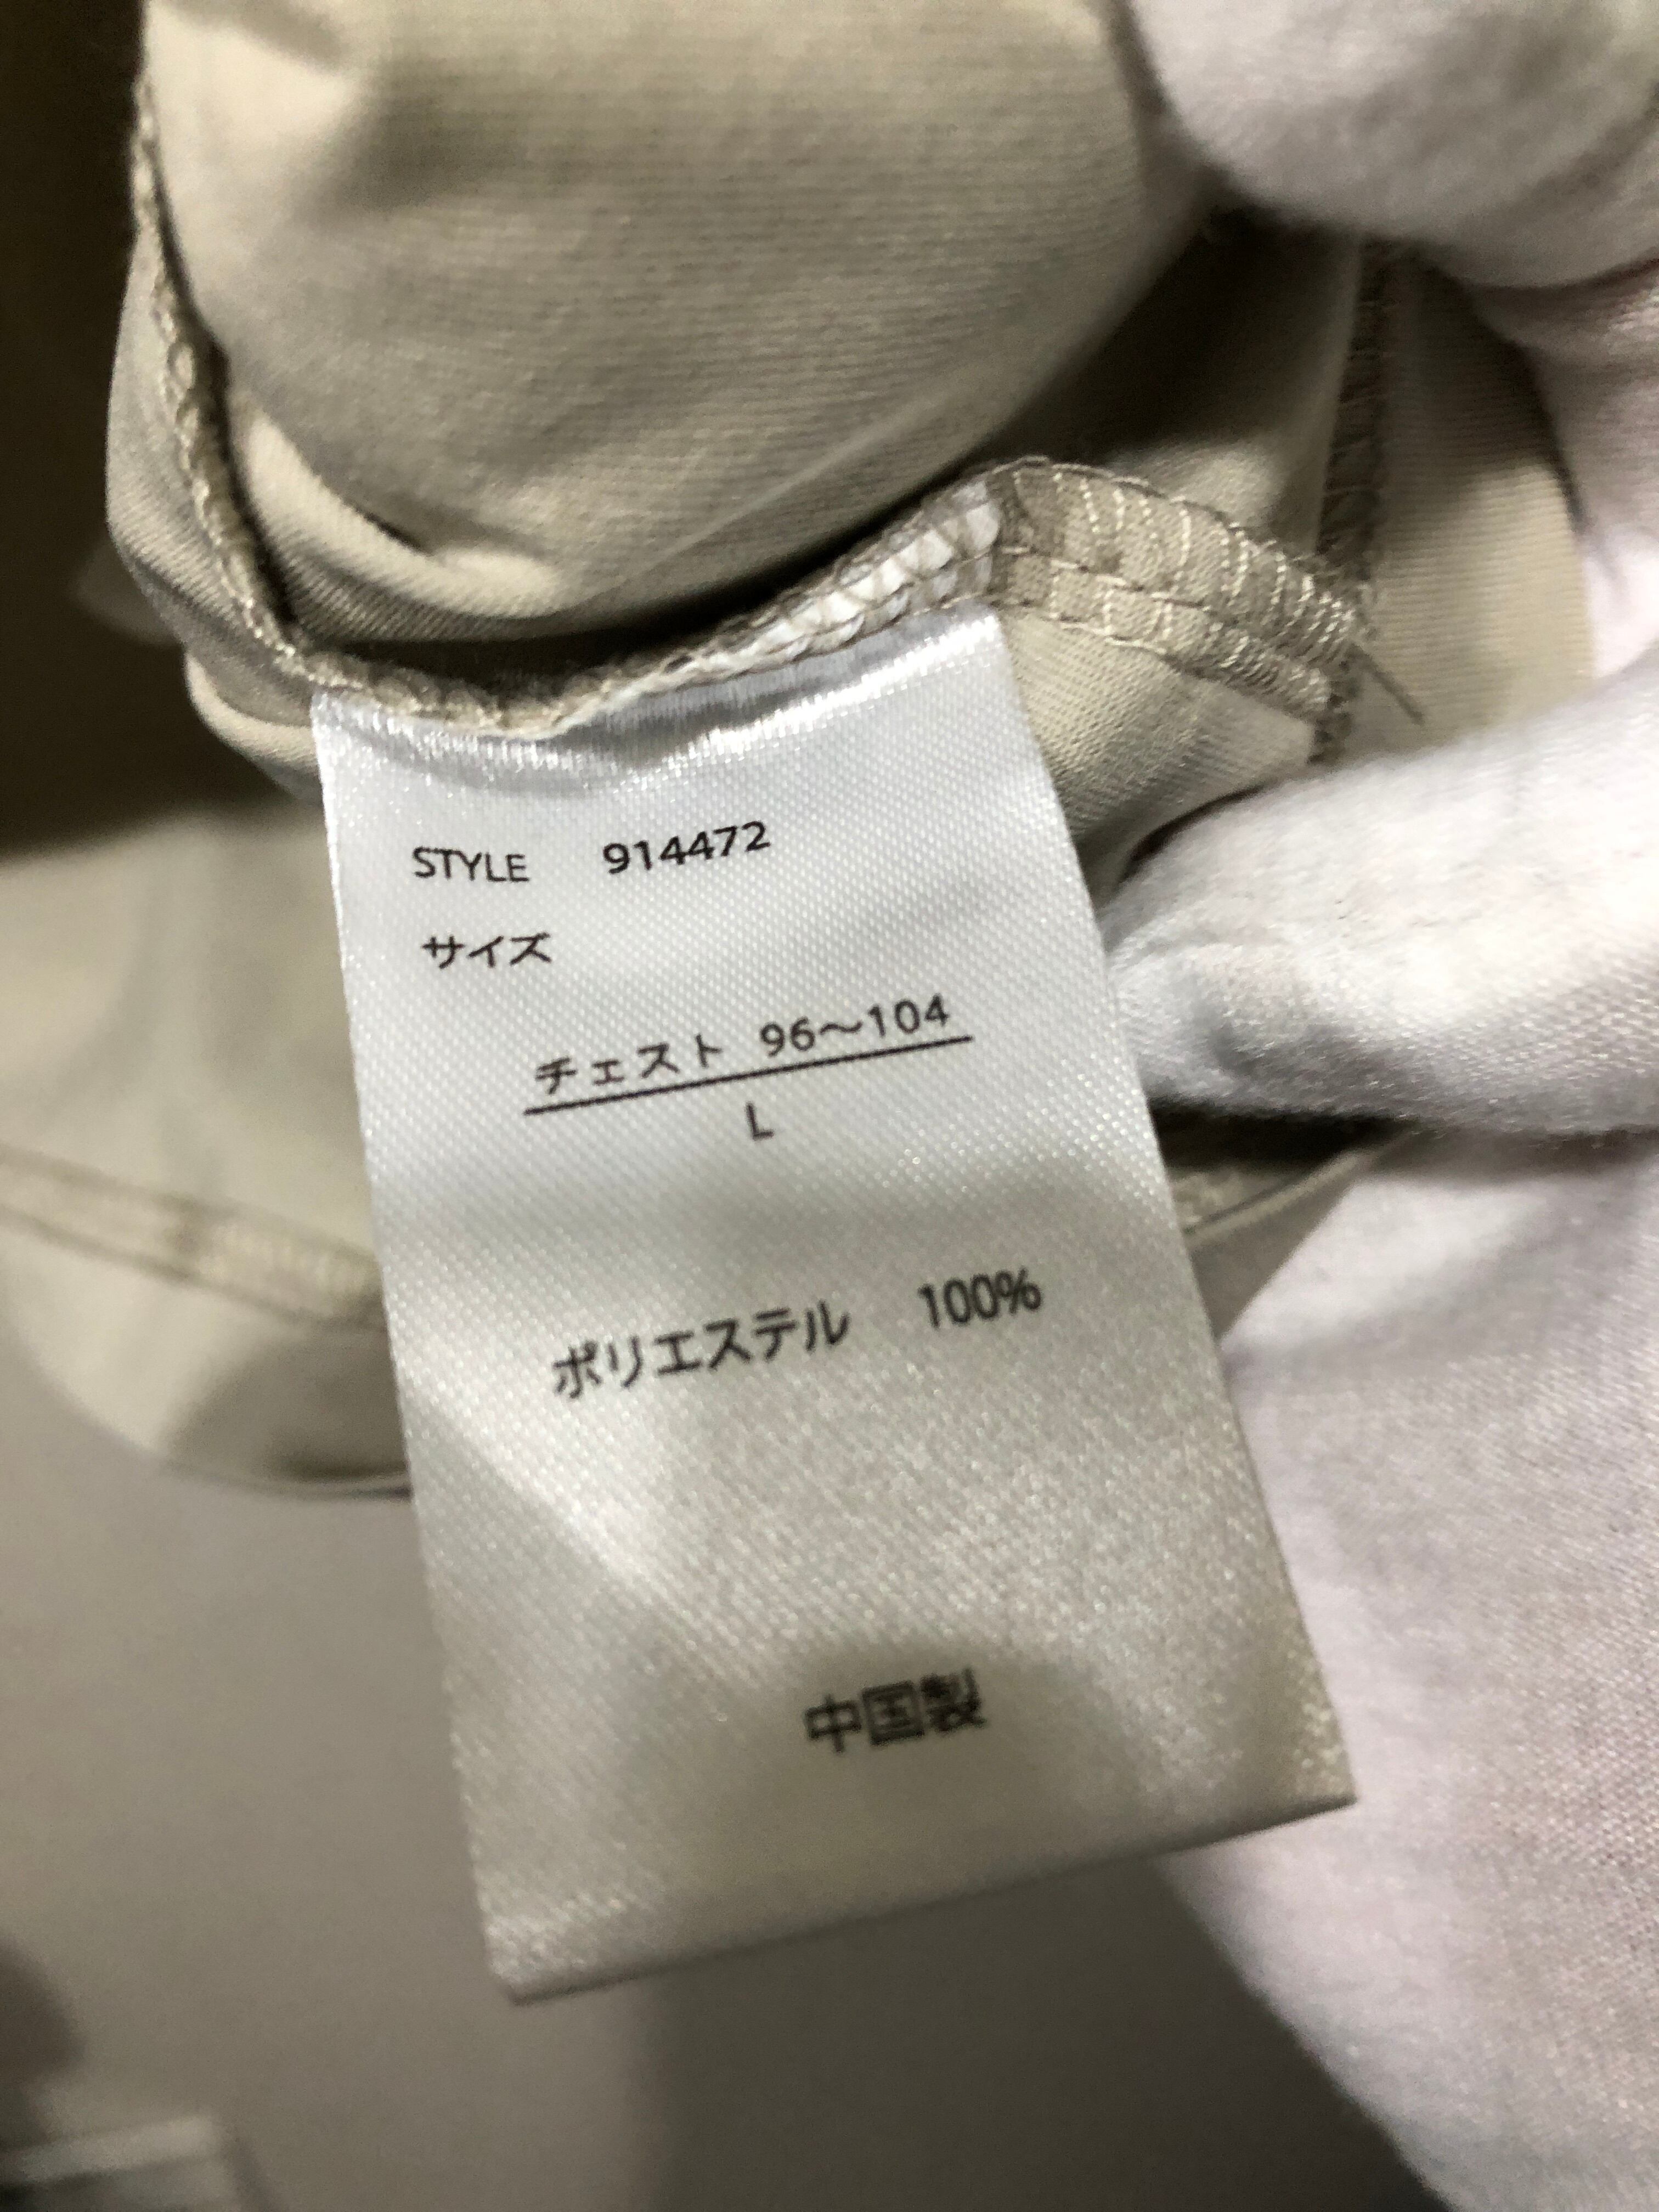 STYLE 914472
サイズ
チェスト 96～104
L
ポリエステル 100%
中国製